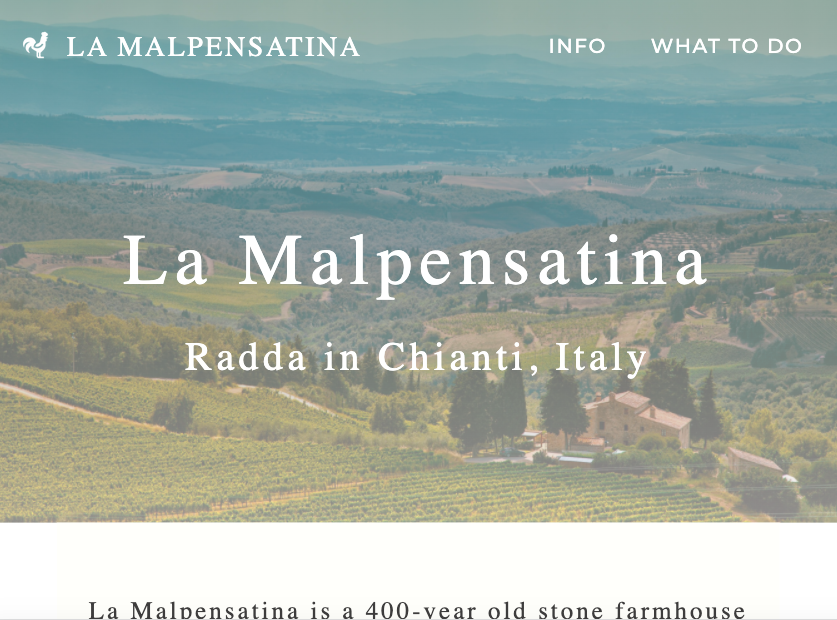 LA MALPENSATINA
INFO
WHAT TO DO
La Malpensatina
Radda in Chianti, Italy
La Malpensatina is a 400-year old stone farmhouse